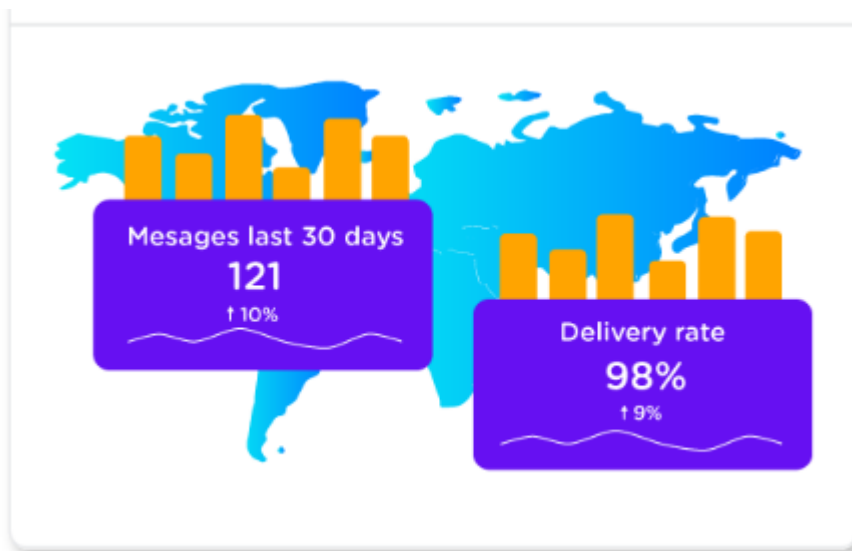 Mesages last 30 days
121
↑ 10%
Delivery rate
98%
↑ 9%